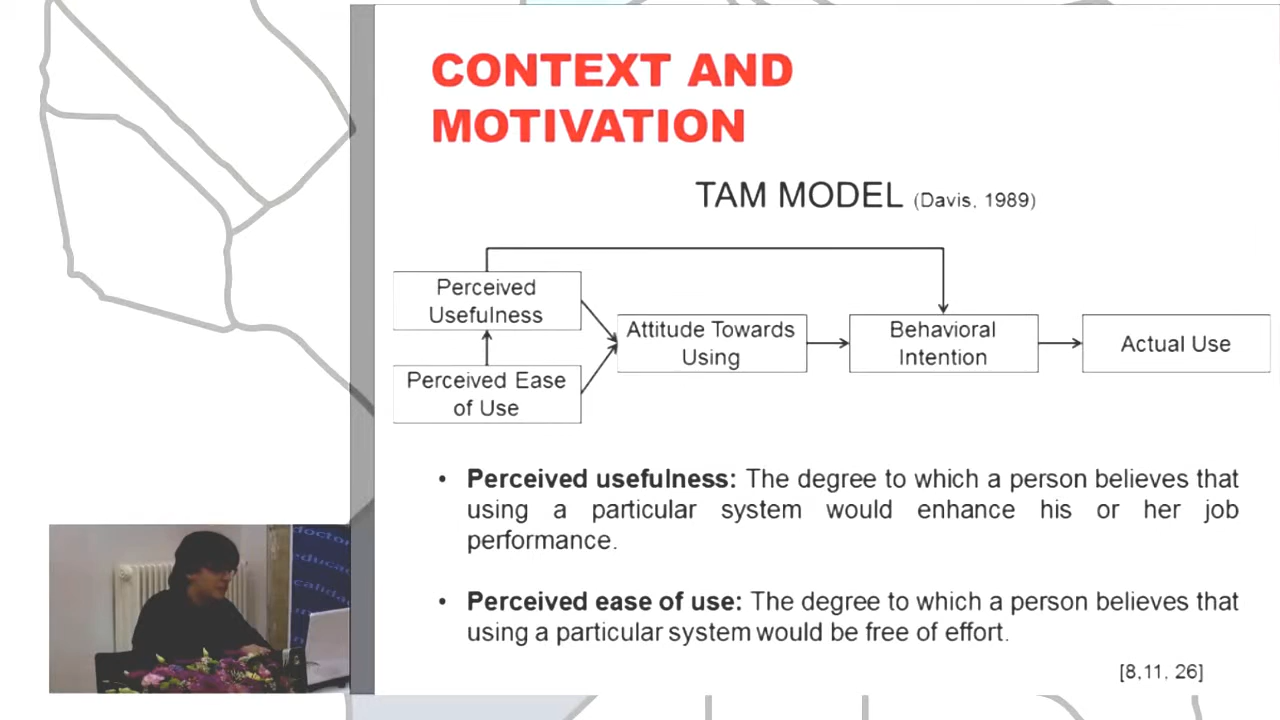 CONTEXT AND
MOTIVATION
TAM MODEL (Davis, 1989)
Perceived
Usefulness
Perceived Ease
of Use
Attitude Towards
Using
Behavioral
Intention
Actual Use
• Perceived usefulness: The degree to which a person believes that
using a particular system would enhance his or her job
performance.
• Perceived ease of use: The degree to which a person believes that
using a particular system would be free of effort.
[8,11, 26]
doctor
educac
calidad